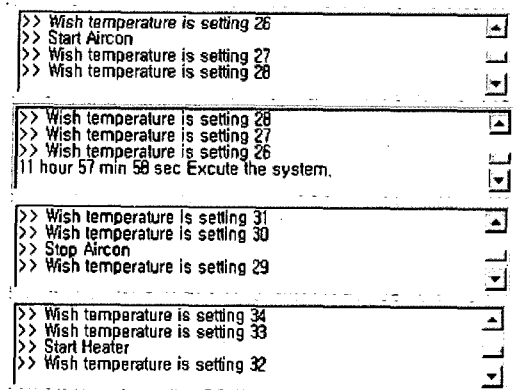 >> Wish temperature is setting 26
>> Start Aircon
>> Wish temperature is setting 27
>> Wish temperature is setting 28
>> Wish temperature is setting 28
>> Wish temperature is setting 27
>> Wish temperature is setting 26
11 hour 57 min 58 sec Excute the system.
>> Wish temperature is setting 31
>> Wish temperature is setting 30
>> Stop Aircon
>> Wish temperature is setting 29
>> Wish temperature is setting 34
>> Wish temperature is setting 33
>> Start Heater
>> Wish temperature is setting 32